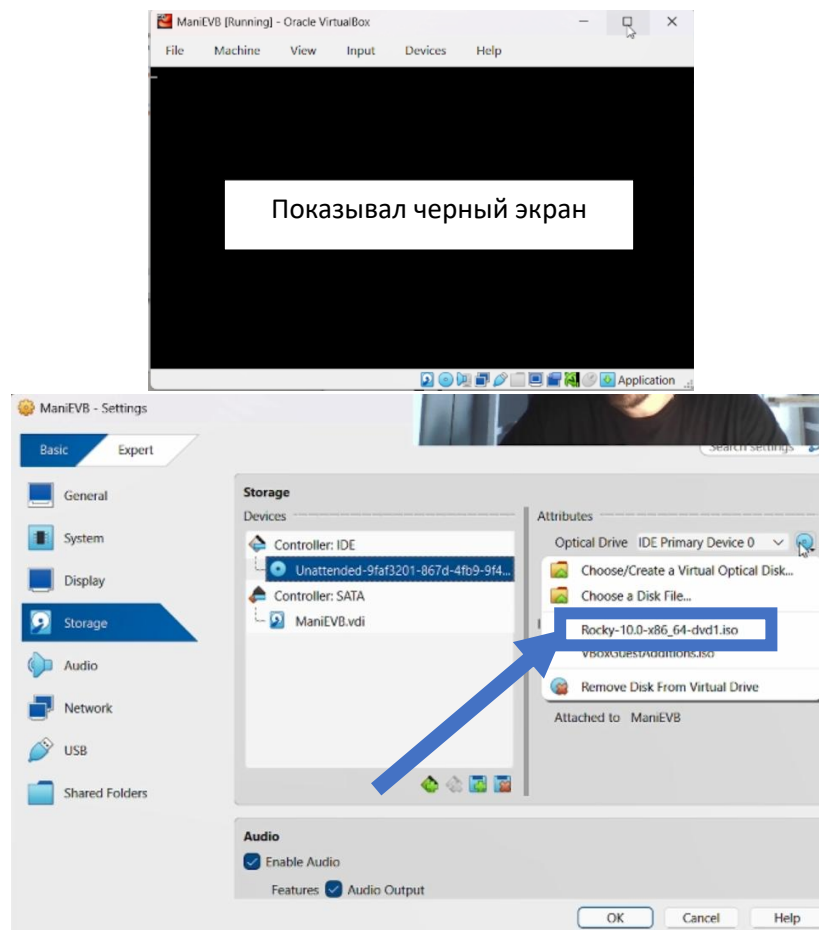 ManiEVB [Running] - Oracle VirtualBox
File Machine View Input Devices Help
Показывал черный экран
Application
ManiEVB - Settings
Basic Expert
Search settings
General
System
Display
Storage
Audio
Network
USB
Shared Folders
Storage
Devices
Controller: IDE
Unattended-9faf3201-867d-4fb9-9f4...
Controller: SATA
ManiEVB.vdi
Attributes
Optical Drive IDE Primary Device 0
Choose/Create a Virtual Optical Disk...
Choose a Disk File...
Rocky-10.0-x86_64-dvd1.iso
VBoxGuestAdditions.iso
Remove Disk From Virtual Drive
Attached to ManiEVB
Audio
Enable Audio
Features Audio Output
OK Cancel Help